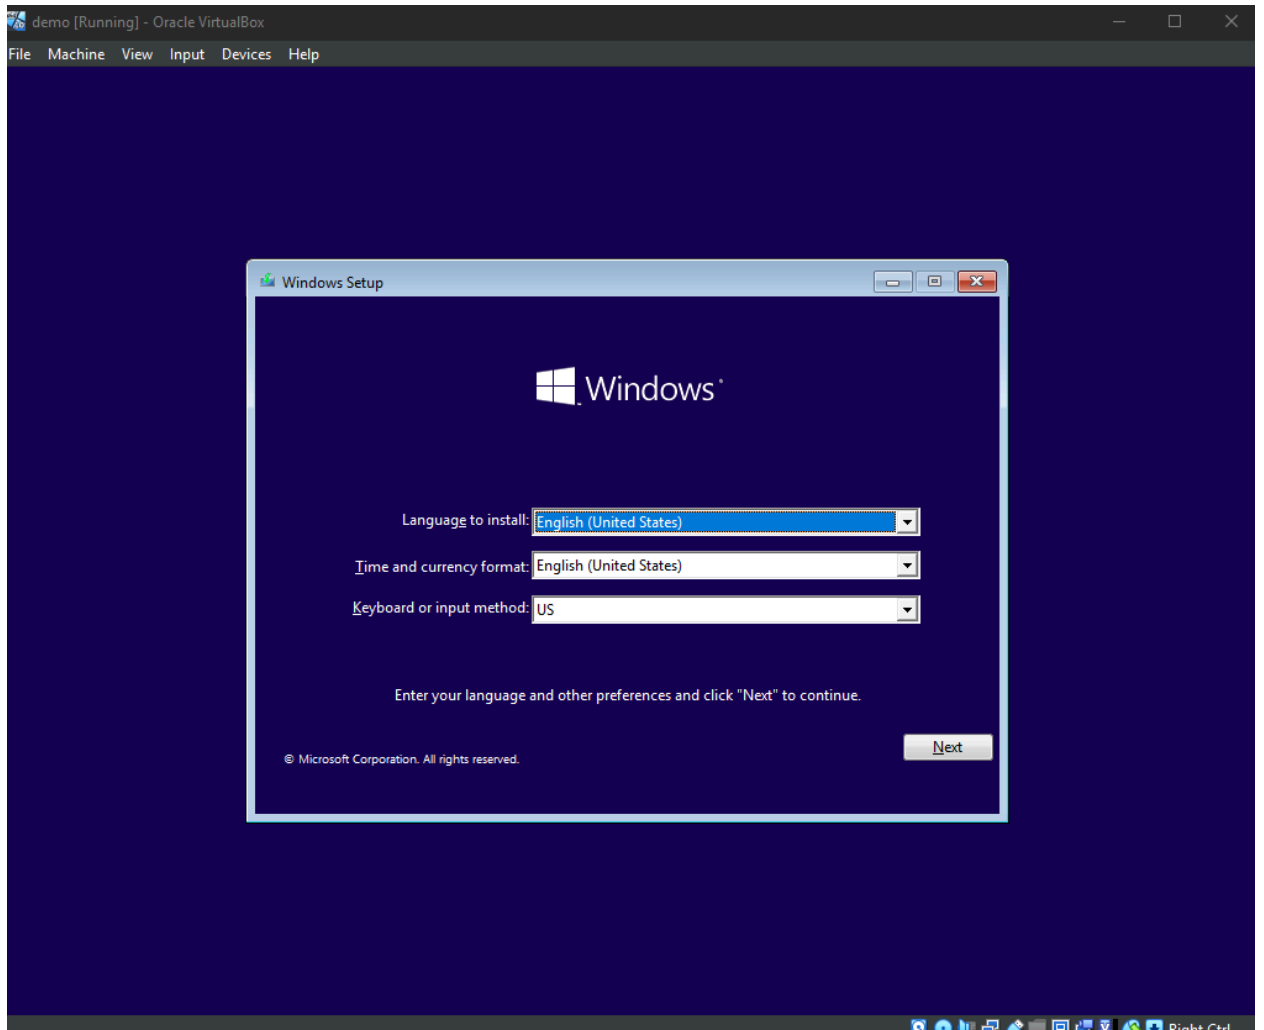 demo [Running] - Oracle VirtualBox
File Machine View Input Devices Help
Windows Setup
Windows
Language to install: English (United States)
Time and currency format: English (United States)
Keyboard or input method: US
Enter your language and other preferences and click "Next" to continue.
Next
© Microsoft Corporation. All rights reserved.
Right Ctrl